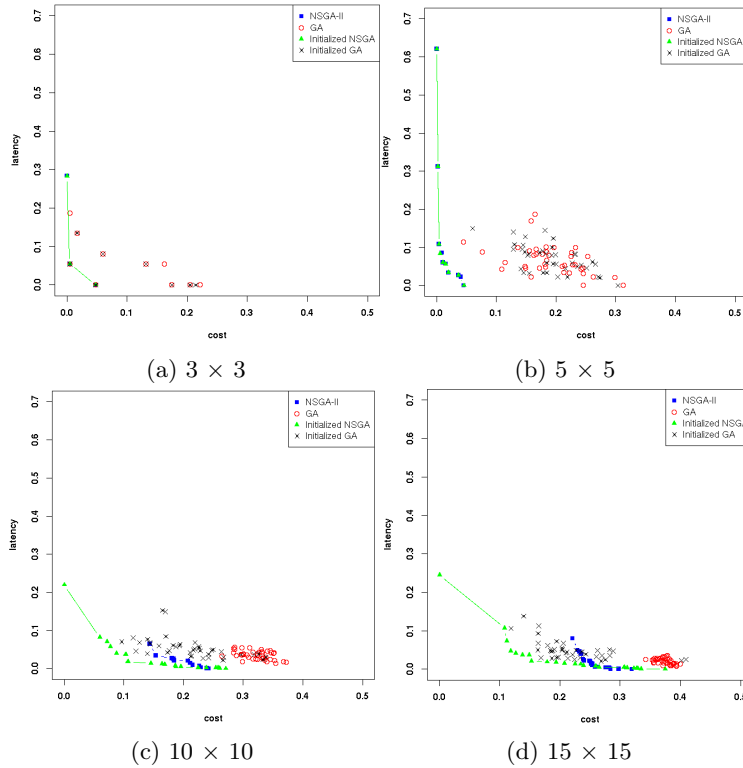 NSGA-II
GA
Initialized NSGA
Initialized GA
latency
0.0 0.1 0.2 0.3 0.4 0.5 0.6 0.7
0.0 0.1 0.2 0.3 0.4 0.5
cost
(a) 3 × 3
NSGA-II
GA
Initialized NSGA
Initialized GA
latency
0.0 0.1 0.2 0.3 0.4 0.5 0.6 0.7
0.0 0.1 0.2 0.3 0.4 0.5
cost
(b) 5 × 5
NSGA-II
GA
Initialized NSGA
Initialized GA
latency
0.0 0.1 0.2 0.3 0.4 0.5 0.6 0.7
0.0 0.1 0.2 0.3 0.4 0.5
cost
(c) 10 × 10
NSGA-II
GA
Initialized NSGA
Initialized GA
latency
0.0 0.1 0.2 0.3 0.4 0.5 0.6 0.7
0.0 0.1 0.2 0.3 0.4 0.5
cost
(d) 15 × 15